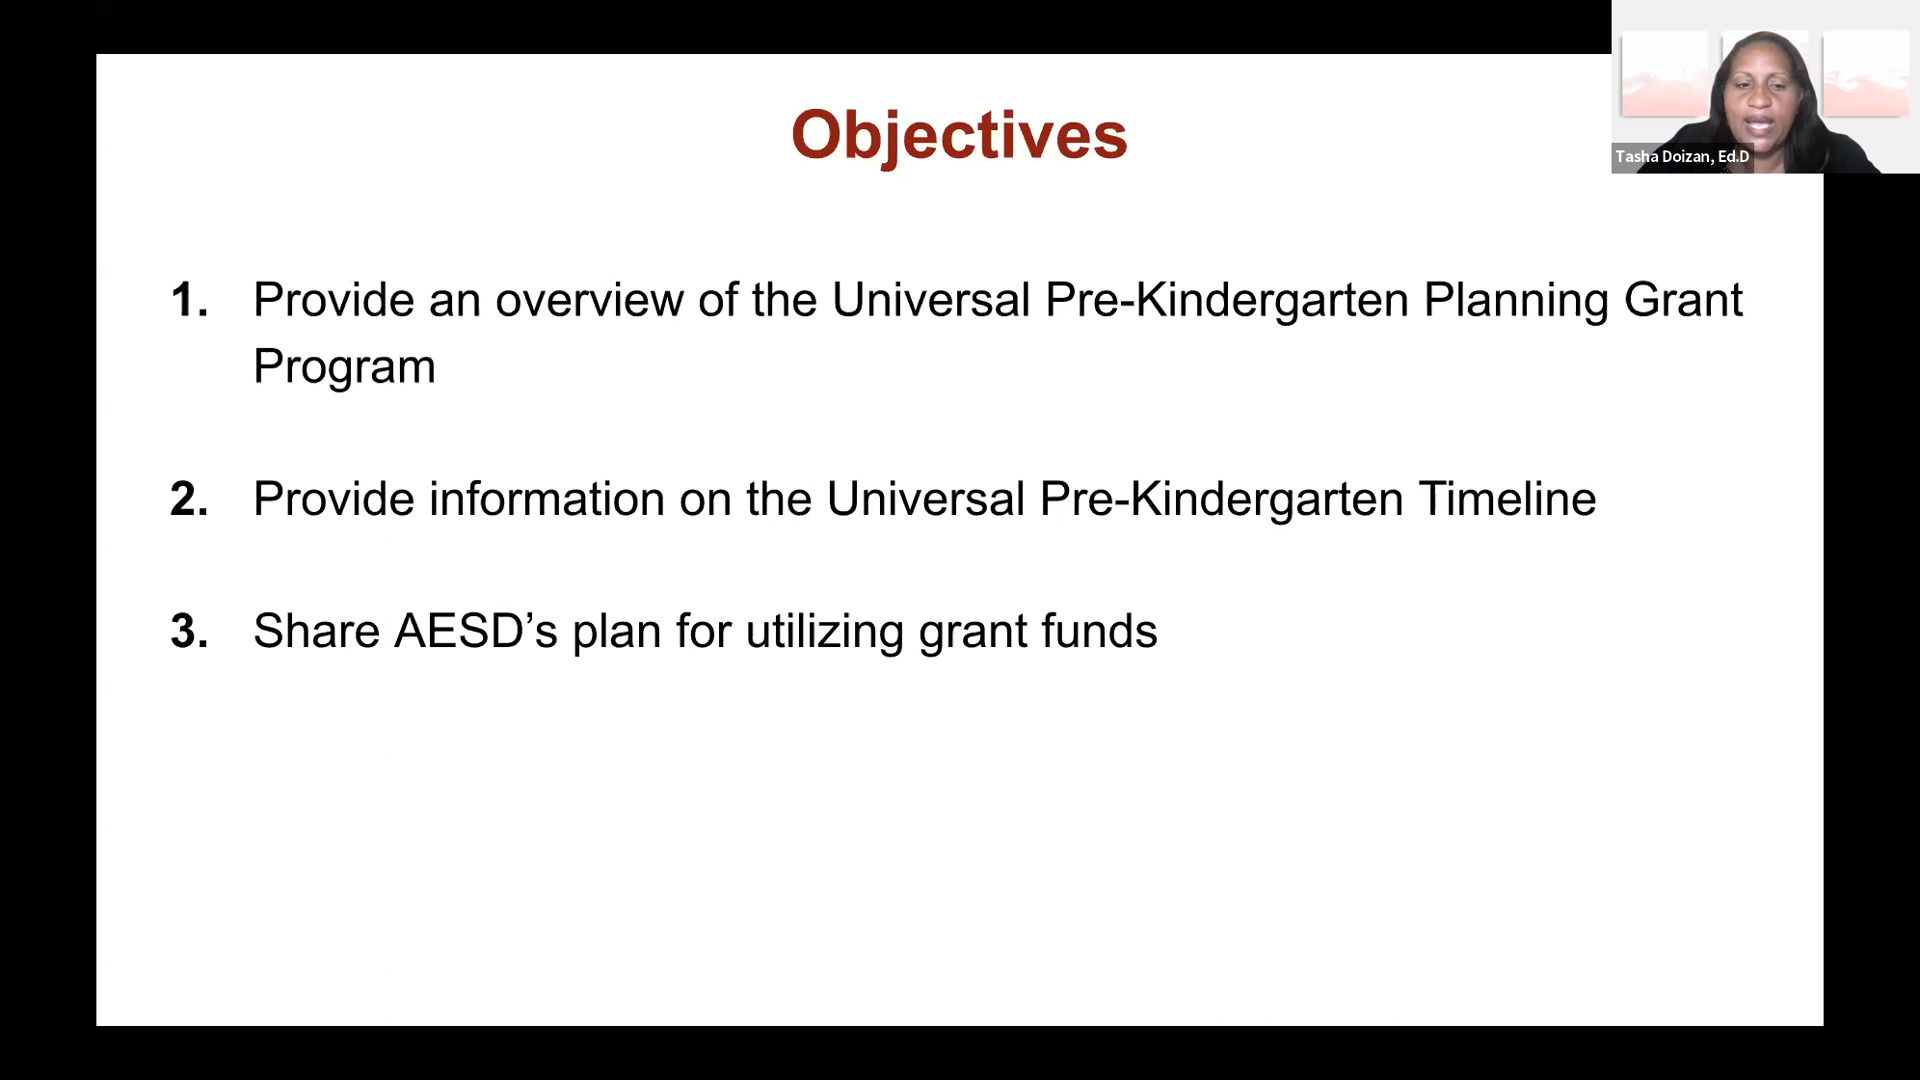 Objectives
Tasha Doizan, Ed.D
1. Provide an overview of the Universal Pre-Kindergarten Planning Grant
Program
2. Provide information on the Universal Pre-Kindergarten Timeline
3. Share AESD’s plan for utilizing grant funds